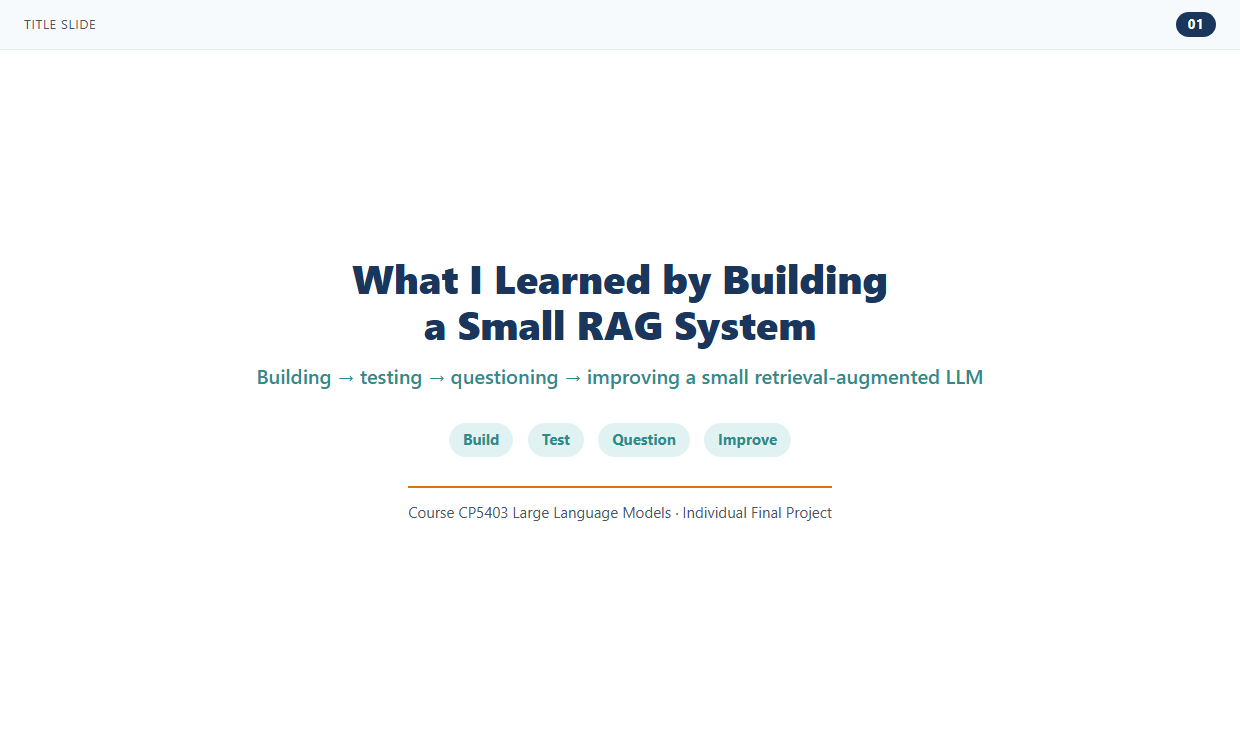 TITLE SLIDE
01
What I Learned by Building
a Small RAG System
Building → testing → questioning → improving a small retrieval-augmented LLM
Build Test Question Improve
Course CP5403 Large Language Models · Individual Final Project